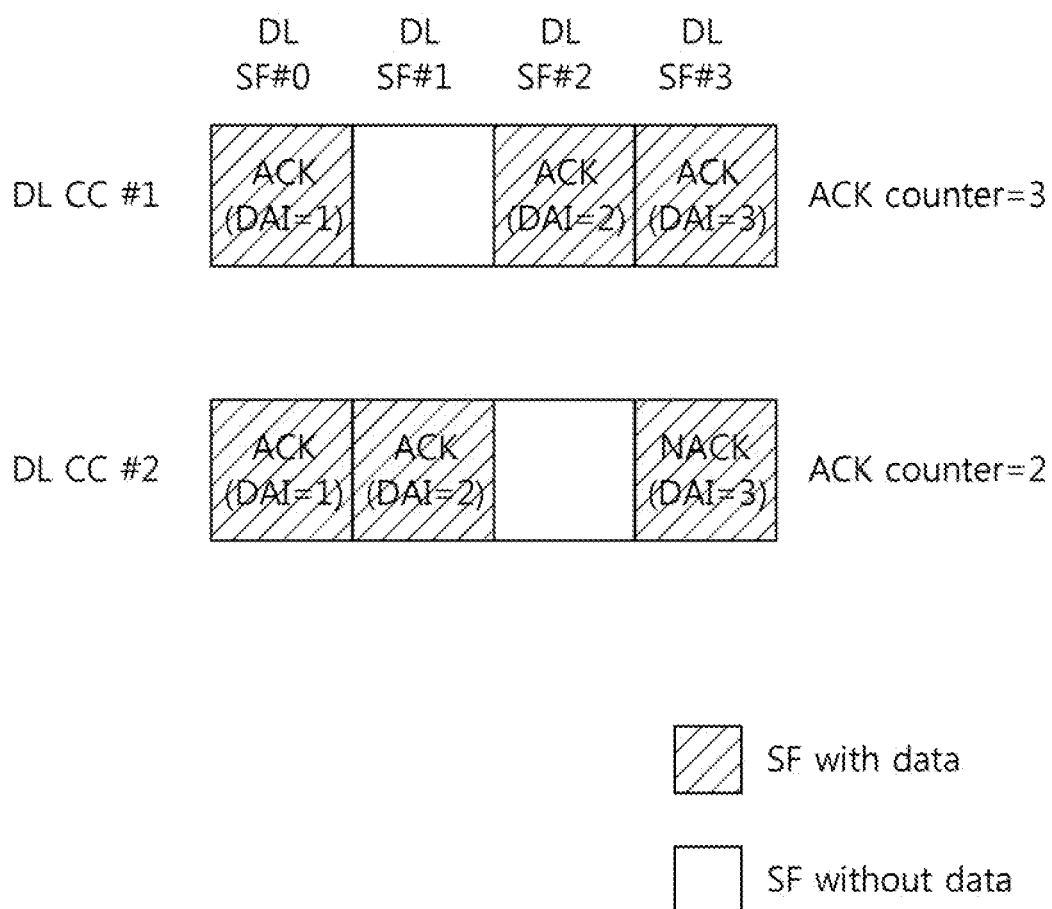 DL DL DL DL
SF#0 SF#1 SF#2 SF#3
DL CC #1
ACK
(DAI=1)
ACK
(DAI=2)
ACK
(DAI=3)
ACK counter=3
DL CC #2
ACK
(DAI=1)
ACK
(DAI=2)
NACK
(DAI=3)
ACK counter=2
SF with data
SF without data